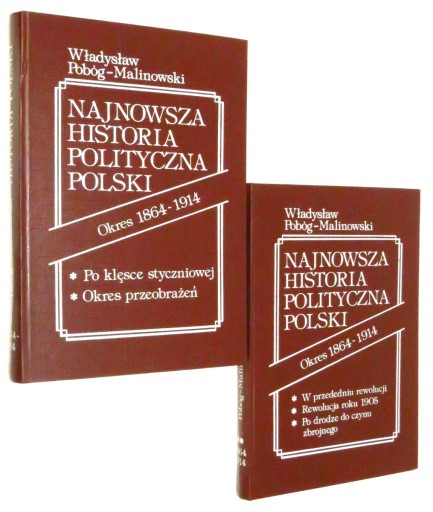 Władysław
Pobóg-Malinowski
NAJNOWSZA
HISTORIA
POLITYCZNA
POLSKI
Okres 1864-1914
* Po klęsce styczniowej
* Okres przeobrażeń
Władysław
Pobóg-Malinowski
NAJNOWSZA
HISTORIA
POLITYCZNA
POLSKI
Okres 1864-1914
* W przededniu rewolucji
* Rewolucja roku 1905
* Po drodze do czynu
zbrojnego